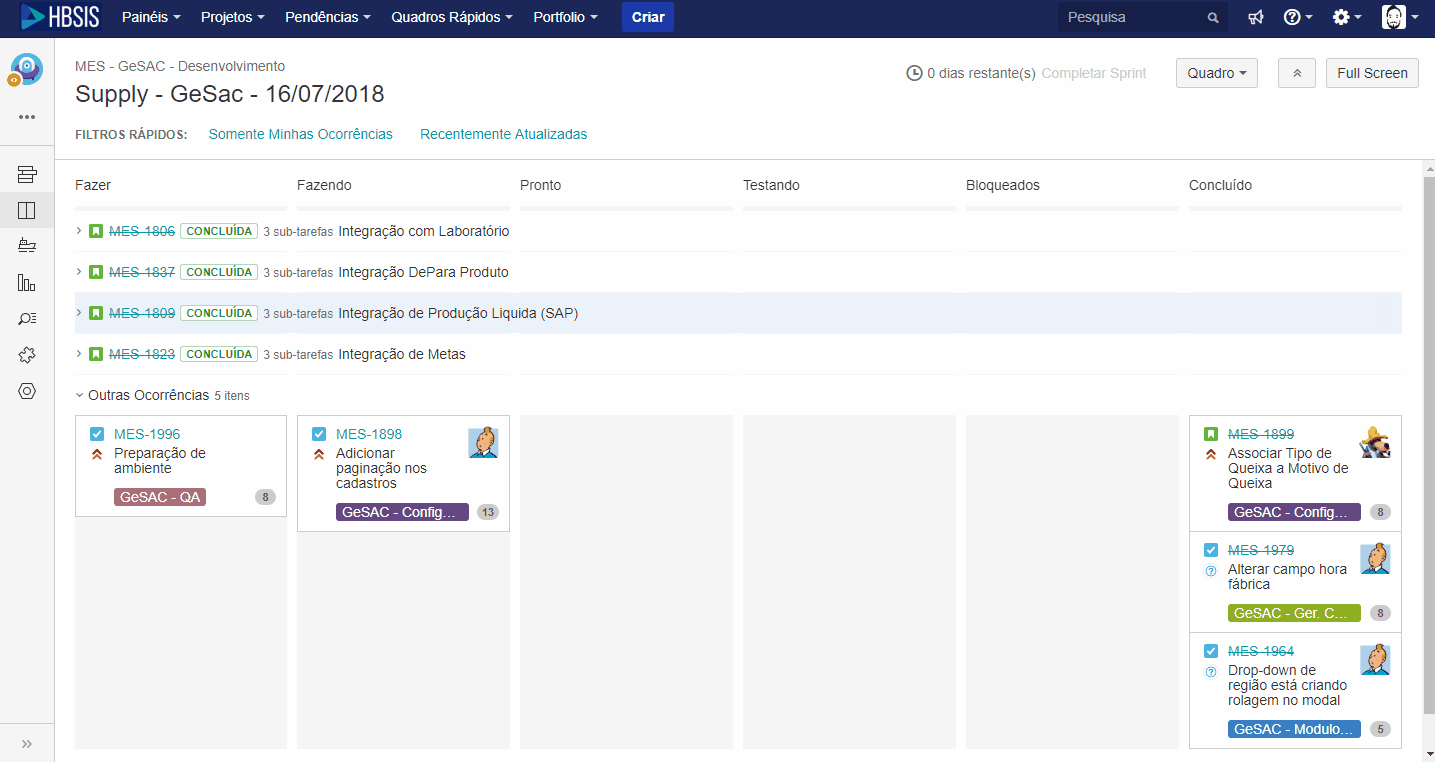 HBSIS Painéis Projetos Pendências Quadros Rápidos Portfolio Criar Pesquisa
MES - GeSAC - Desenvolvimento
Supply - GeSac - 16/07/2018
0 dias restante(s) Completar Sprint Quadro Full Screen
FILTROS RÁPIDOS: Somente Minhas Ocorrências Recentemente Atualizadas
Fazer Fazendo Pronto Testando Bloqueados Concluído
MES-1806 CONCLUÍDA 3 sub-tarefas Integração com Laboratório
MES-1837 CONCLUÍDA 3 sub-tarefas Integração DePara Produto
MES-1809 CONCLUÍDA 3 sub-tarefas Integração de Produção Liquida (SAP)
MES-1823 CONCLUÍDA 3 sub-tarefas Integração de Metas
Outras Ocorrências 5 itens
MES-1996
Preparação de
ambiente
GeSAC - QA 8
MES-1898
Adicionar
paginação nos
cadastros
GeSAC - Config... 13
MES-1899
Associar Tipo de
Queixa a Motivo de
Queixa
GeSAC - Config... 8
MES-1979
Alterar campo hora
fábrica
GeSAC - Ger. C... 8
MES-1964
Drop-down de
região está criando
rolagem no modal
GeSAC - Modulo... 5